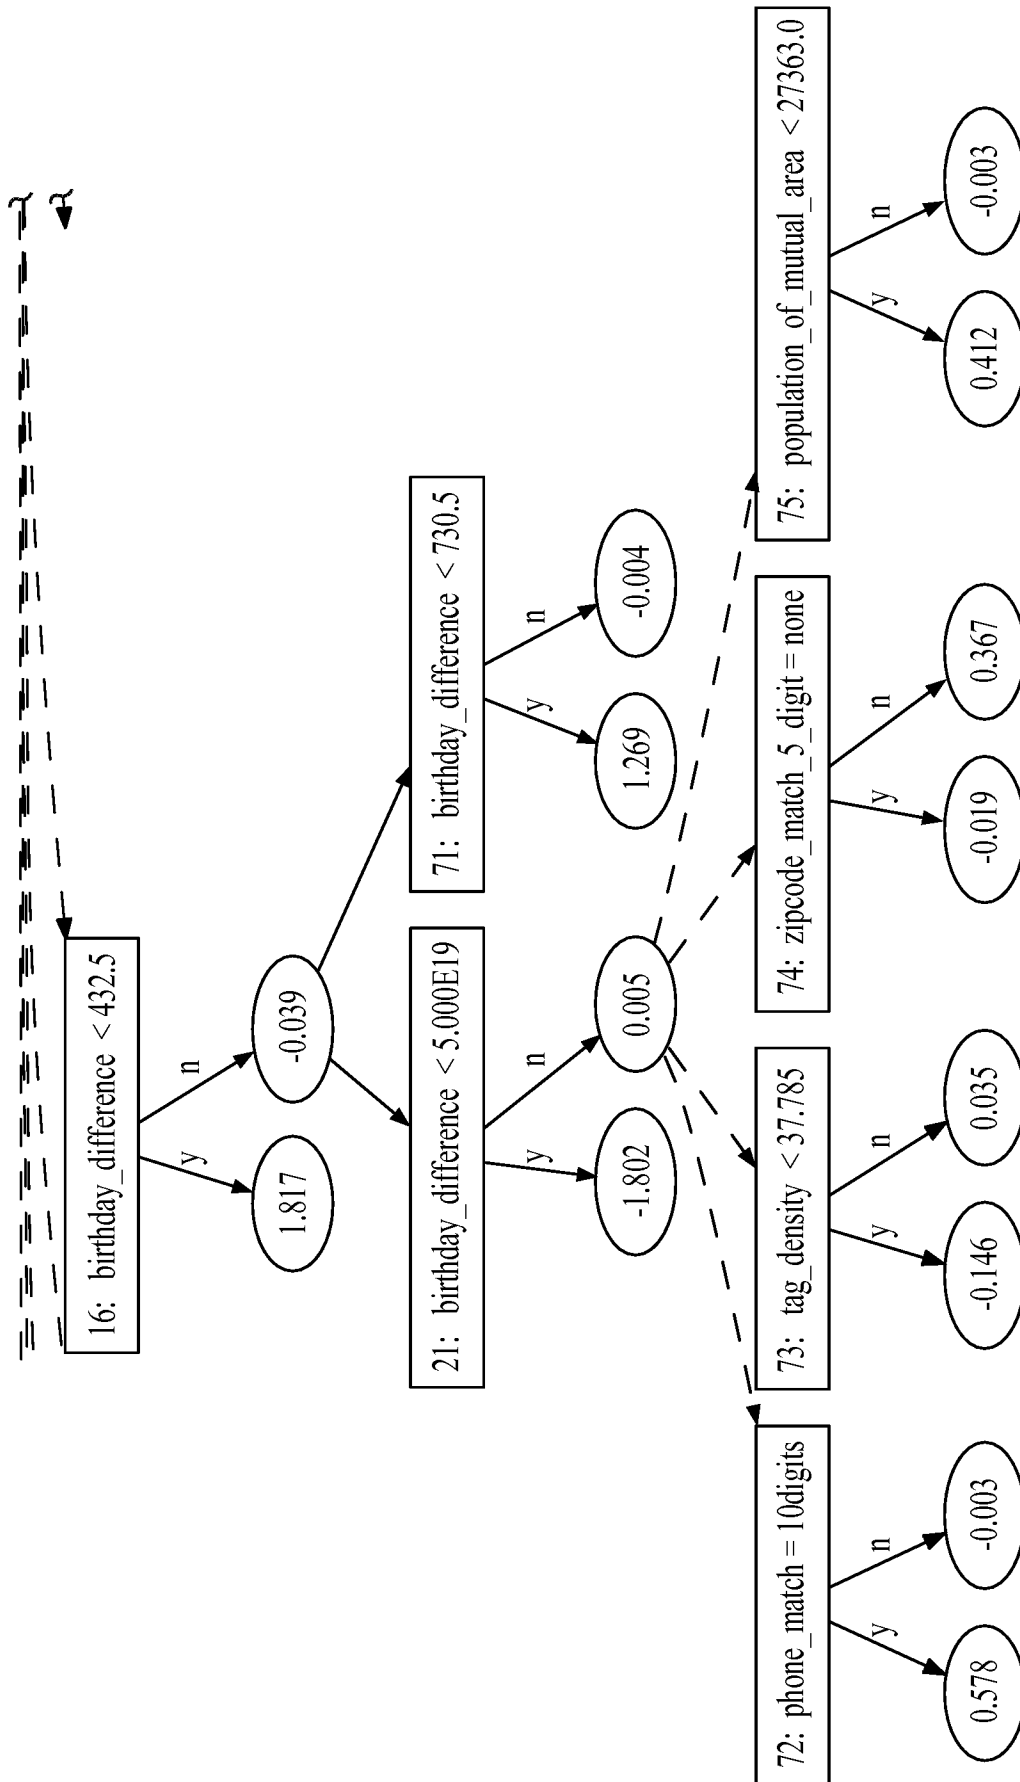 16: birthday_difference < 432.5
y
n
1.817
-0.039
21: birthday_difference < 5.000E19
71: birthday_difference < 730.5
y
n
y
n
-1.802
0.005
1.269
-0.004
72: phone_match = 10digits
73: tag_density < 37.785
74: zipcode_match_5_digit = none
75: population_of_mutual_area < 27363.0
y
n
y
n
y
n
y
n
0.578
-0.003
-0.146
0.035
-0.019
0.367
0.412
-0.003